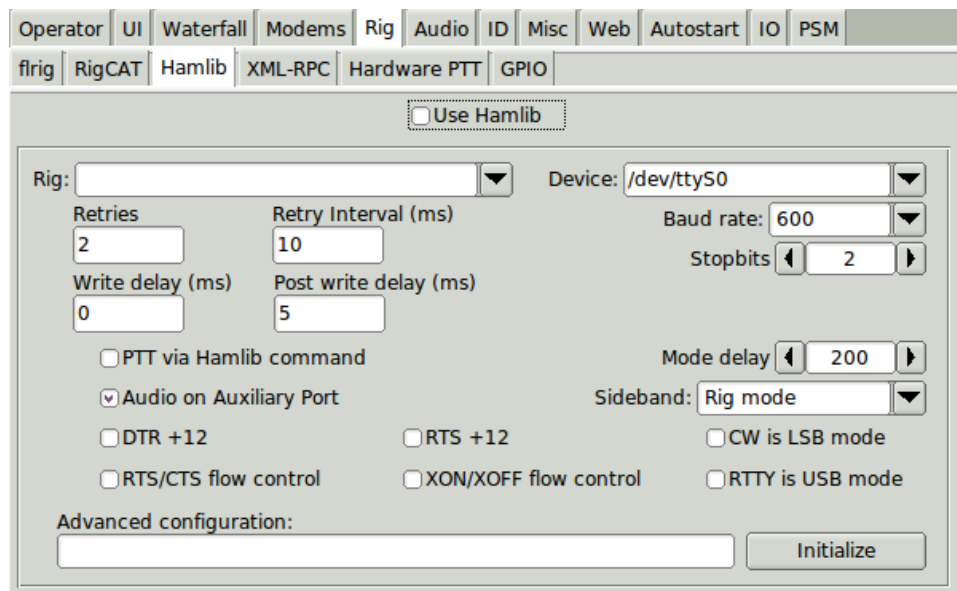 Operator UI Waterfall Modems Rig Audio ID Misc Web Autostart IO PSM
flrig RigCAT Hamlib XML-RPC Hardware PTT GPIO
Use Hamlib
Rig: Device: /dev/ttyS0
Retries Retry Interval (ms) Baud rate: 600
2 10
Stopbits 2
Write delay (ms) Post write delay (ms)
0 5
PTT via Hamlib command Mode delay 200
Audio on Auxiliary Port Sideband: Rig mode
DTR +12 RTS +12 CW is LSB mode
RTS/CTS flow control XON/XOFF flow control RTTY is USB mode
Advanced configuration:
Initialize